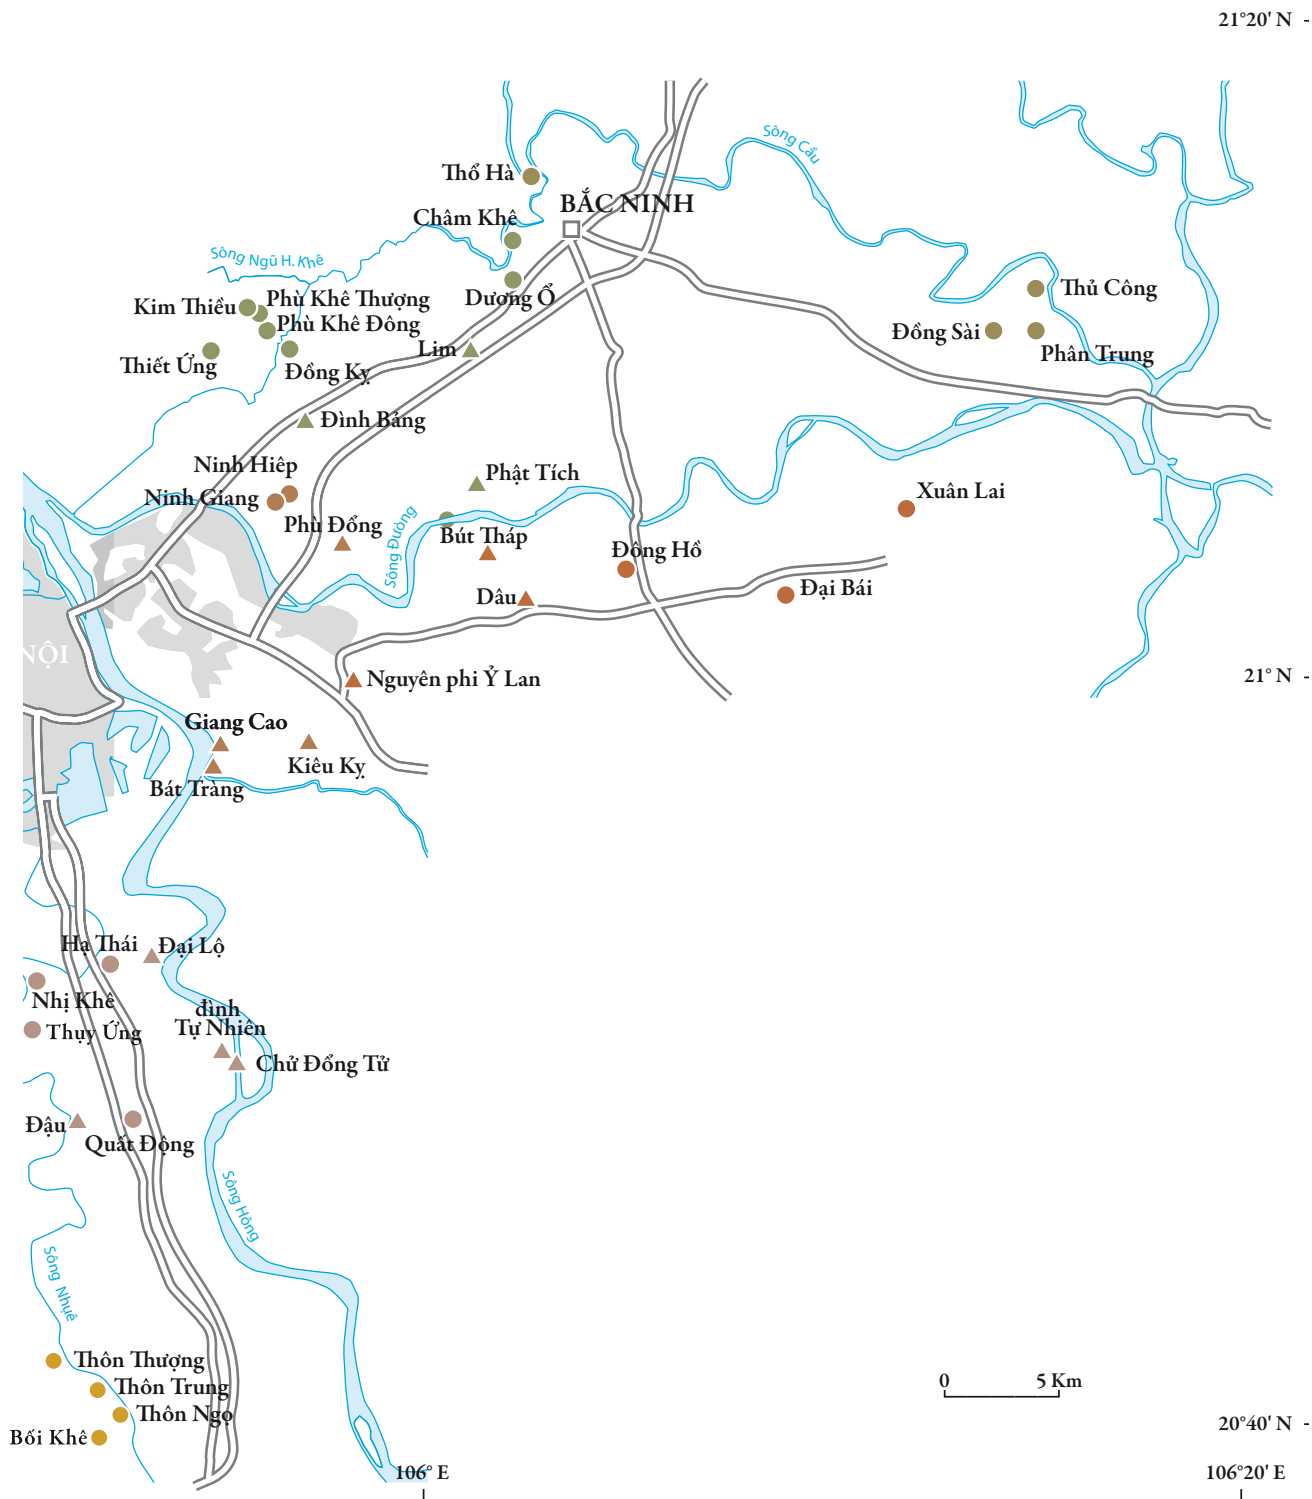 21°20' N
Sông Cầu
Thổ Hà
BẮC NINH
Châm Khê
Sông Ngũ H. Khê
Thủ Công
Dương Ổ
Phù Khê Thượng
Kim Thiều
Phù Khê Đông
Đồng Sài
Phân Trung
Lim
Thiết Ứng
Đồng Kỵ
Đình Bảng
Ninh Hiệp
Phật Tích
Xuân Lai
Ninh Giang
Phù Đổng
Bút Tháp
Sông Đường
Đông Hồ
Đại Bái
Dâu
NỘI
Nguyên phi Ỷ Lan
21° N
Giang Cao
Kiêu Kỵ
Bát Tràng
Hạ Thái
Đại Lộ
Nhị Khê
đình
Tự Nhiên
Thụy Ứng
Chử Đổng Tử
Đậu
Quất Động
Sông Hồng
Sông Nhuệ
Thôn Thượng
Thôn Trung
Thôn Ngọ
Bối Khê
0 5 Km
20°40' N
106° E
106°20' E